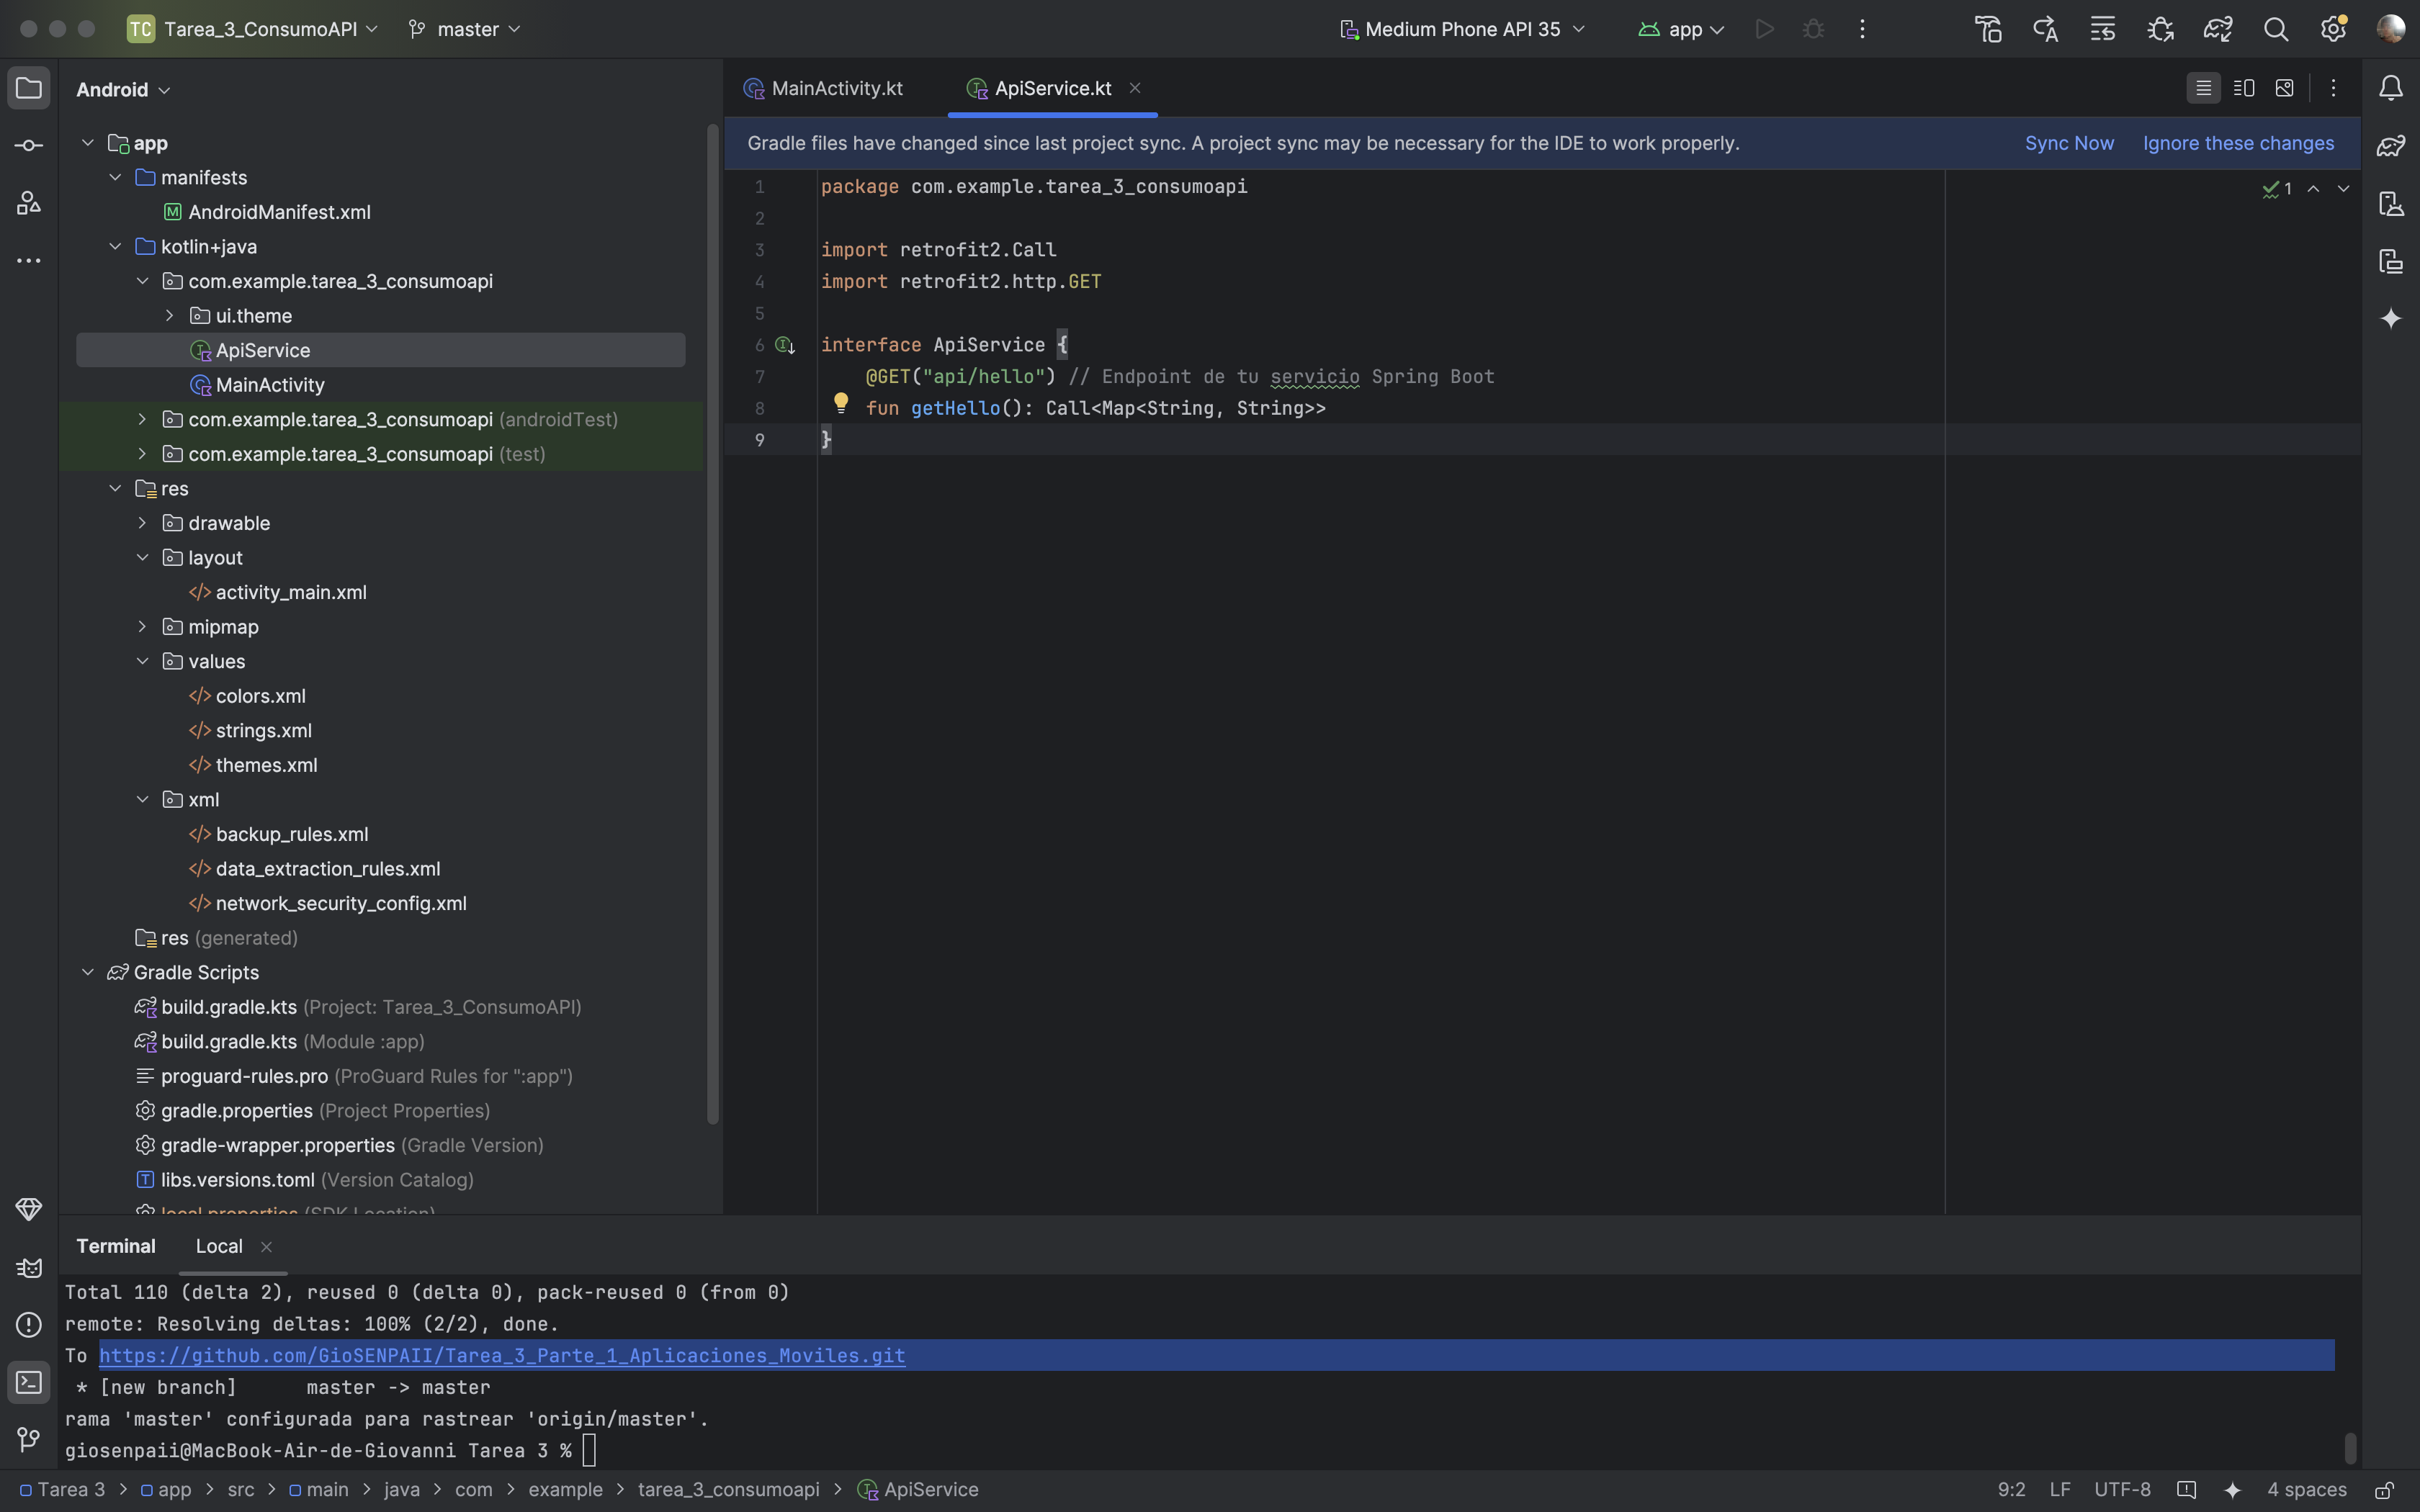 TC Tarea_3_ConsumoAPI master Medium Phone API 35 app
Android
app
manifests
AndroidManifest.xml
kotlin+java
com.example.tarea_3_consumoapi
ui.theme
ApiService
MainActivity
com.example.tarea_3_consumoapi (androidTest)
com.example.tarea_3_consumoapi (test)
res
drawable
layout
activity_main.xml
mipmap
values
colors.xml
strings.xml
themes.xml
xml
backup_rules.xml
data_extraction_rules.xml
network_security_config.xml
res (generated)
Gradle Scripts
build.gradle.kts (Project: Tarea_3_ConsumoAPI)
build.gradle.kts (Module :app)
proguard-rules.pro (ProGuard Rules for ":app")
gradle.properties (Project Properties)
gradle-wrapper.properties (Gradle Version)
libs.versions.toml (Version Catalog)
local.properties (SDK Location)
MainActivity.kt ApiService.kt
Gradle files have changed since last project sync. A project sync may be necessary for the IDE to work properly. Sync Now Ignore these changes
1 package com.example.tarea_3_consumoapi
1
2
3 import retrofit2.Call
4 import retrofit2.http.GET
5
6 interface ApiService {
7 @GET("api/hello") // Endpoint de tu servicio Spring Boot
8 fun getHello(): Call<Map<String, String>>
9 }
Terminal Local
Total 110 (delta 2), reused 0 (delta 0), pack-reused 0 (from 0)
remote: Resolving deltas: 100% (2/2), done.
To https://github.com/GioSENPAII/Tarea_3_Parte_1_Aplicaciones_Moviles.git
* [new branch] master -> master
rama 'master' configurada para rastrear 'origin/master'.
giosenpaii@MacBook-Air-de-Giovanni Tarea 3 %
Tarea 3 > app > src > main > java > com > example > tarea_3_consumoapi > ApiService 9:2 LF UTF-8 4 spaces